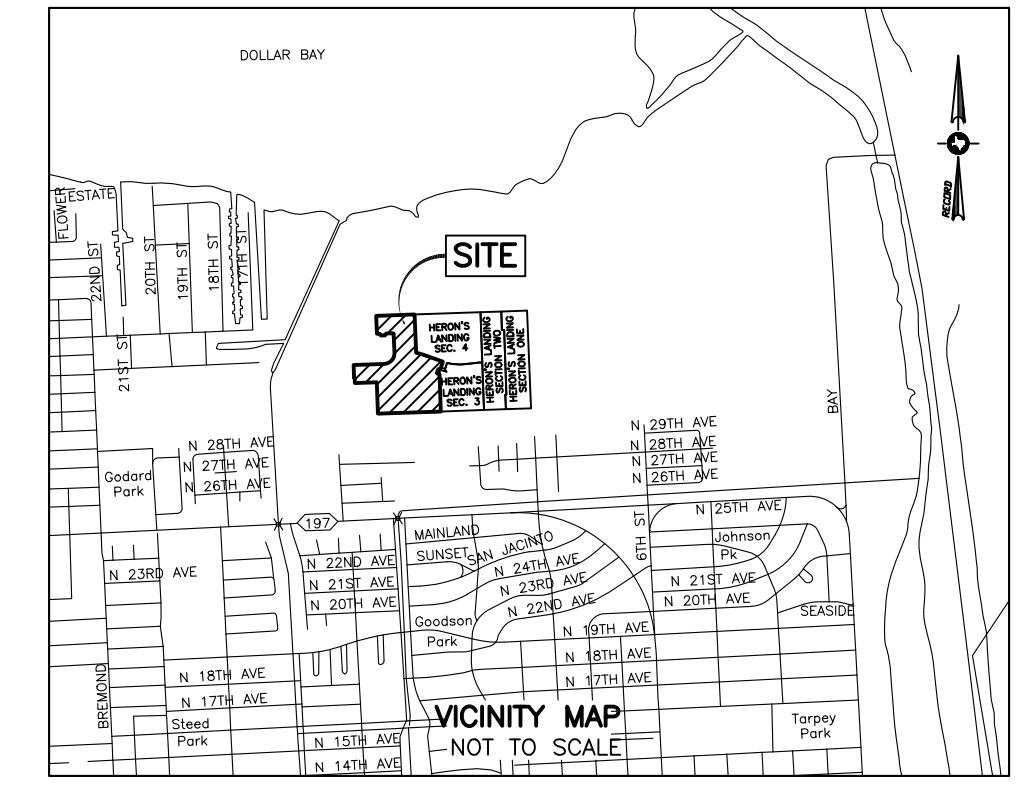 DOLLAR BAY
RECORD
FLOWER
ESTATE
22ND ST
20TH ST
19TH ST
18TH ST
17TH ST
21ST ST
SITE
HERON'S
LANDING
SEC. 4
HERON'S
LANDING
SEC. 3
HERON'S LANDING
SECTION TWO
HERON'S LANDING
SECTION ONE
BAY
N 29TH AVE
N 28TH AVE
N 27TH AVE
N 26TH AVE
N 28TH AVE
N 27TH AVE
N 26TH AVE
Godard
Park
197
N 25TH AVE
6TH ST
MAINLAND
SUNSET
SAN JACINTO
Johnson
Pk
N 24TH AVE
N 23RD AVE
N 22ND AVE
N 22ND AVE
N 21ST AVE
N 20TH AVE
N 23RD AVE
N 21ST AVE
N 20TH AVE
SEASIDE
Goodson
Park
N 19TH AVE
N 18TH AVE
N 17TH AVE
N 18TH AVE
N 17TH AVE
BREMOND
Steed
Park
N 15TH AVE
N 14TH AVE
Tarpey
Park
VICINITY MAP
NOT TO SCALE